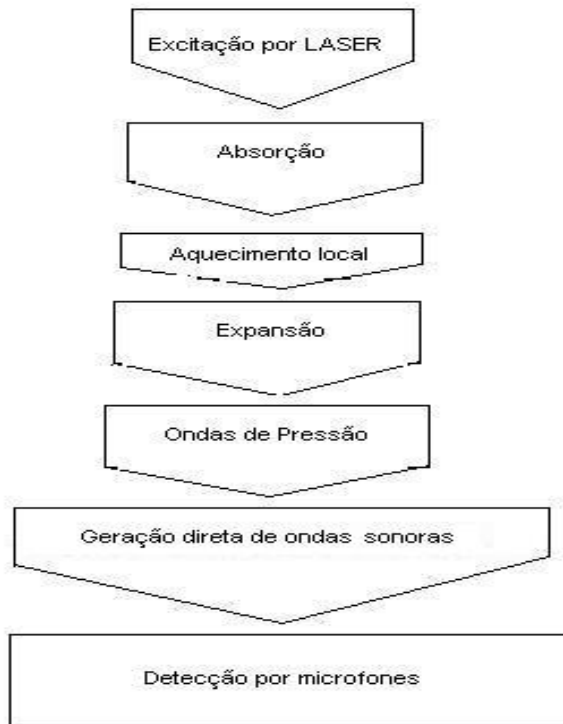 Excitação por LASER
Absorção
Aquecimento local
Expansão
Ondas de Pressão
Geração direta de ondas sonoras
Detecção por microfones